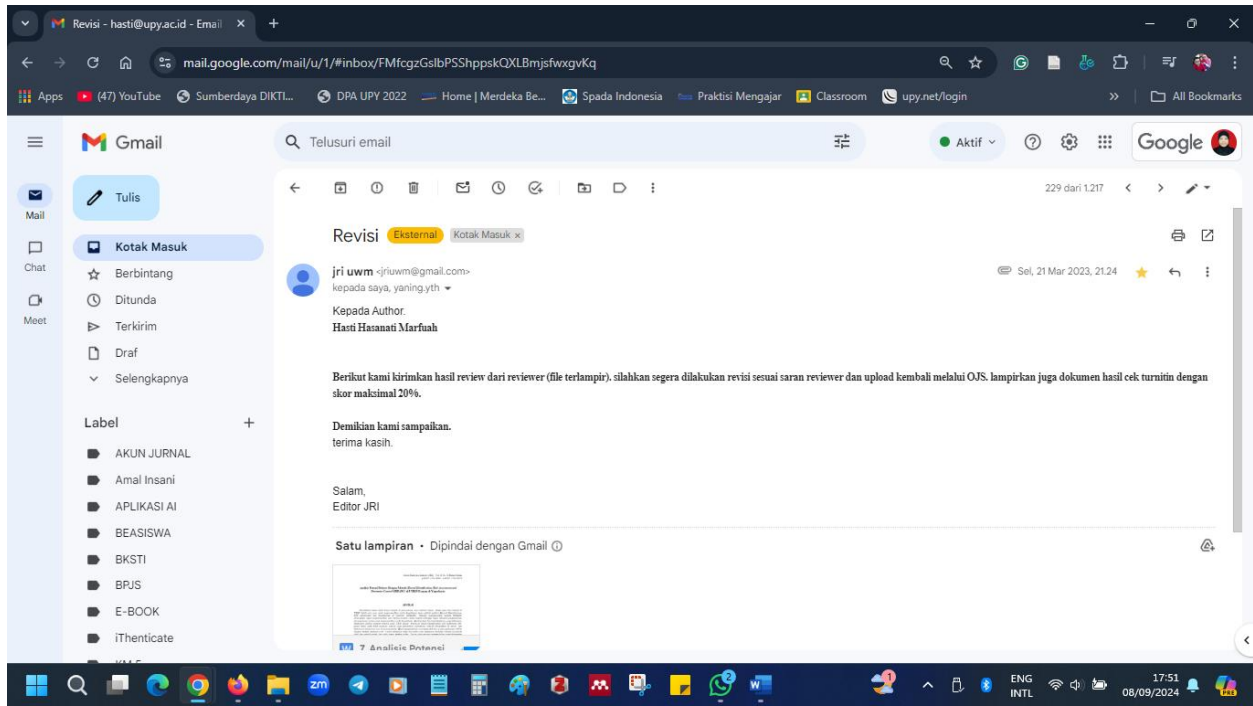 Revisi - hasti@upy.ac.id - Email
mail.google.com/mail/u/1/#inbox/FMfcgzGslbPSShppskQXLBmjsfwxgvKq
Apps
(47) YouTube
Sumberdaya DIKTI...
DPA UPY 2022
Home | Merdeka Be...
Spada Indonesia
Praktisi Mengajar
Classroom
upy.net/login
All Bookmarks
Gmail
Telusuri email
Aktif
Google
Mail
Chat
Meet
Tulis
229 dari 1.217
Kotak Masuk
Berbintang
Ditunda
Terkirim
Draf
Selengkapnya
Label
AKUN JURNAL
Amal Insani
APLIKASI AI
BEASISWA
BKSTI
BPJS
E-BOOK
iThenticate
Revisi Eksternal Kotak Masuk x
jri uwm <jriuwm@gmail.com>
Sel, 21 Mar 2023, 21.24
kepada saya, yaning.yth
Kepada Author.
Hasti Hasanati Marfuah
Berikut kami kirimkan hasil review dari reviewer (file terlampir). silahkan segera dilakukan revisi sesuai saran reviewer dan upload kembali melalui OJS. lampirkan juga dokumen hasil cek turnitin dengan
skor maksimal 20%.
Demikian kami sampaikan.
terima kasih.
Salam,
Editor JRI
Satu lampiran • Dipindai dengan Gmail
7. Analisis Potensi
zm
2
1
ENG
INTL
17:51
08/09/2024